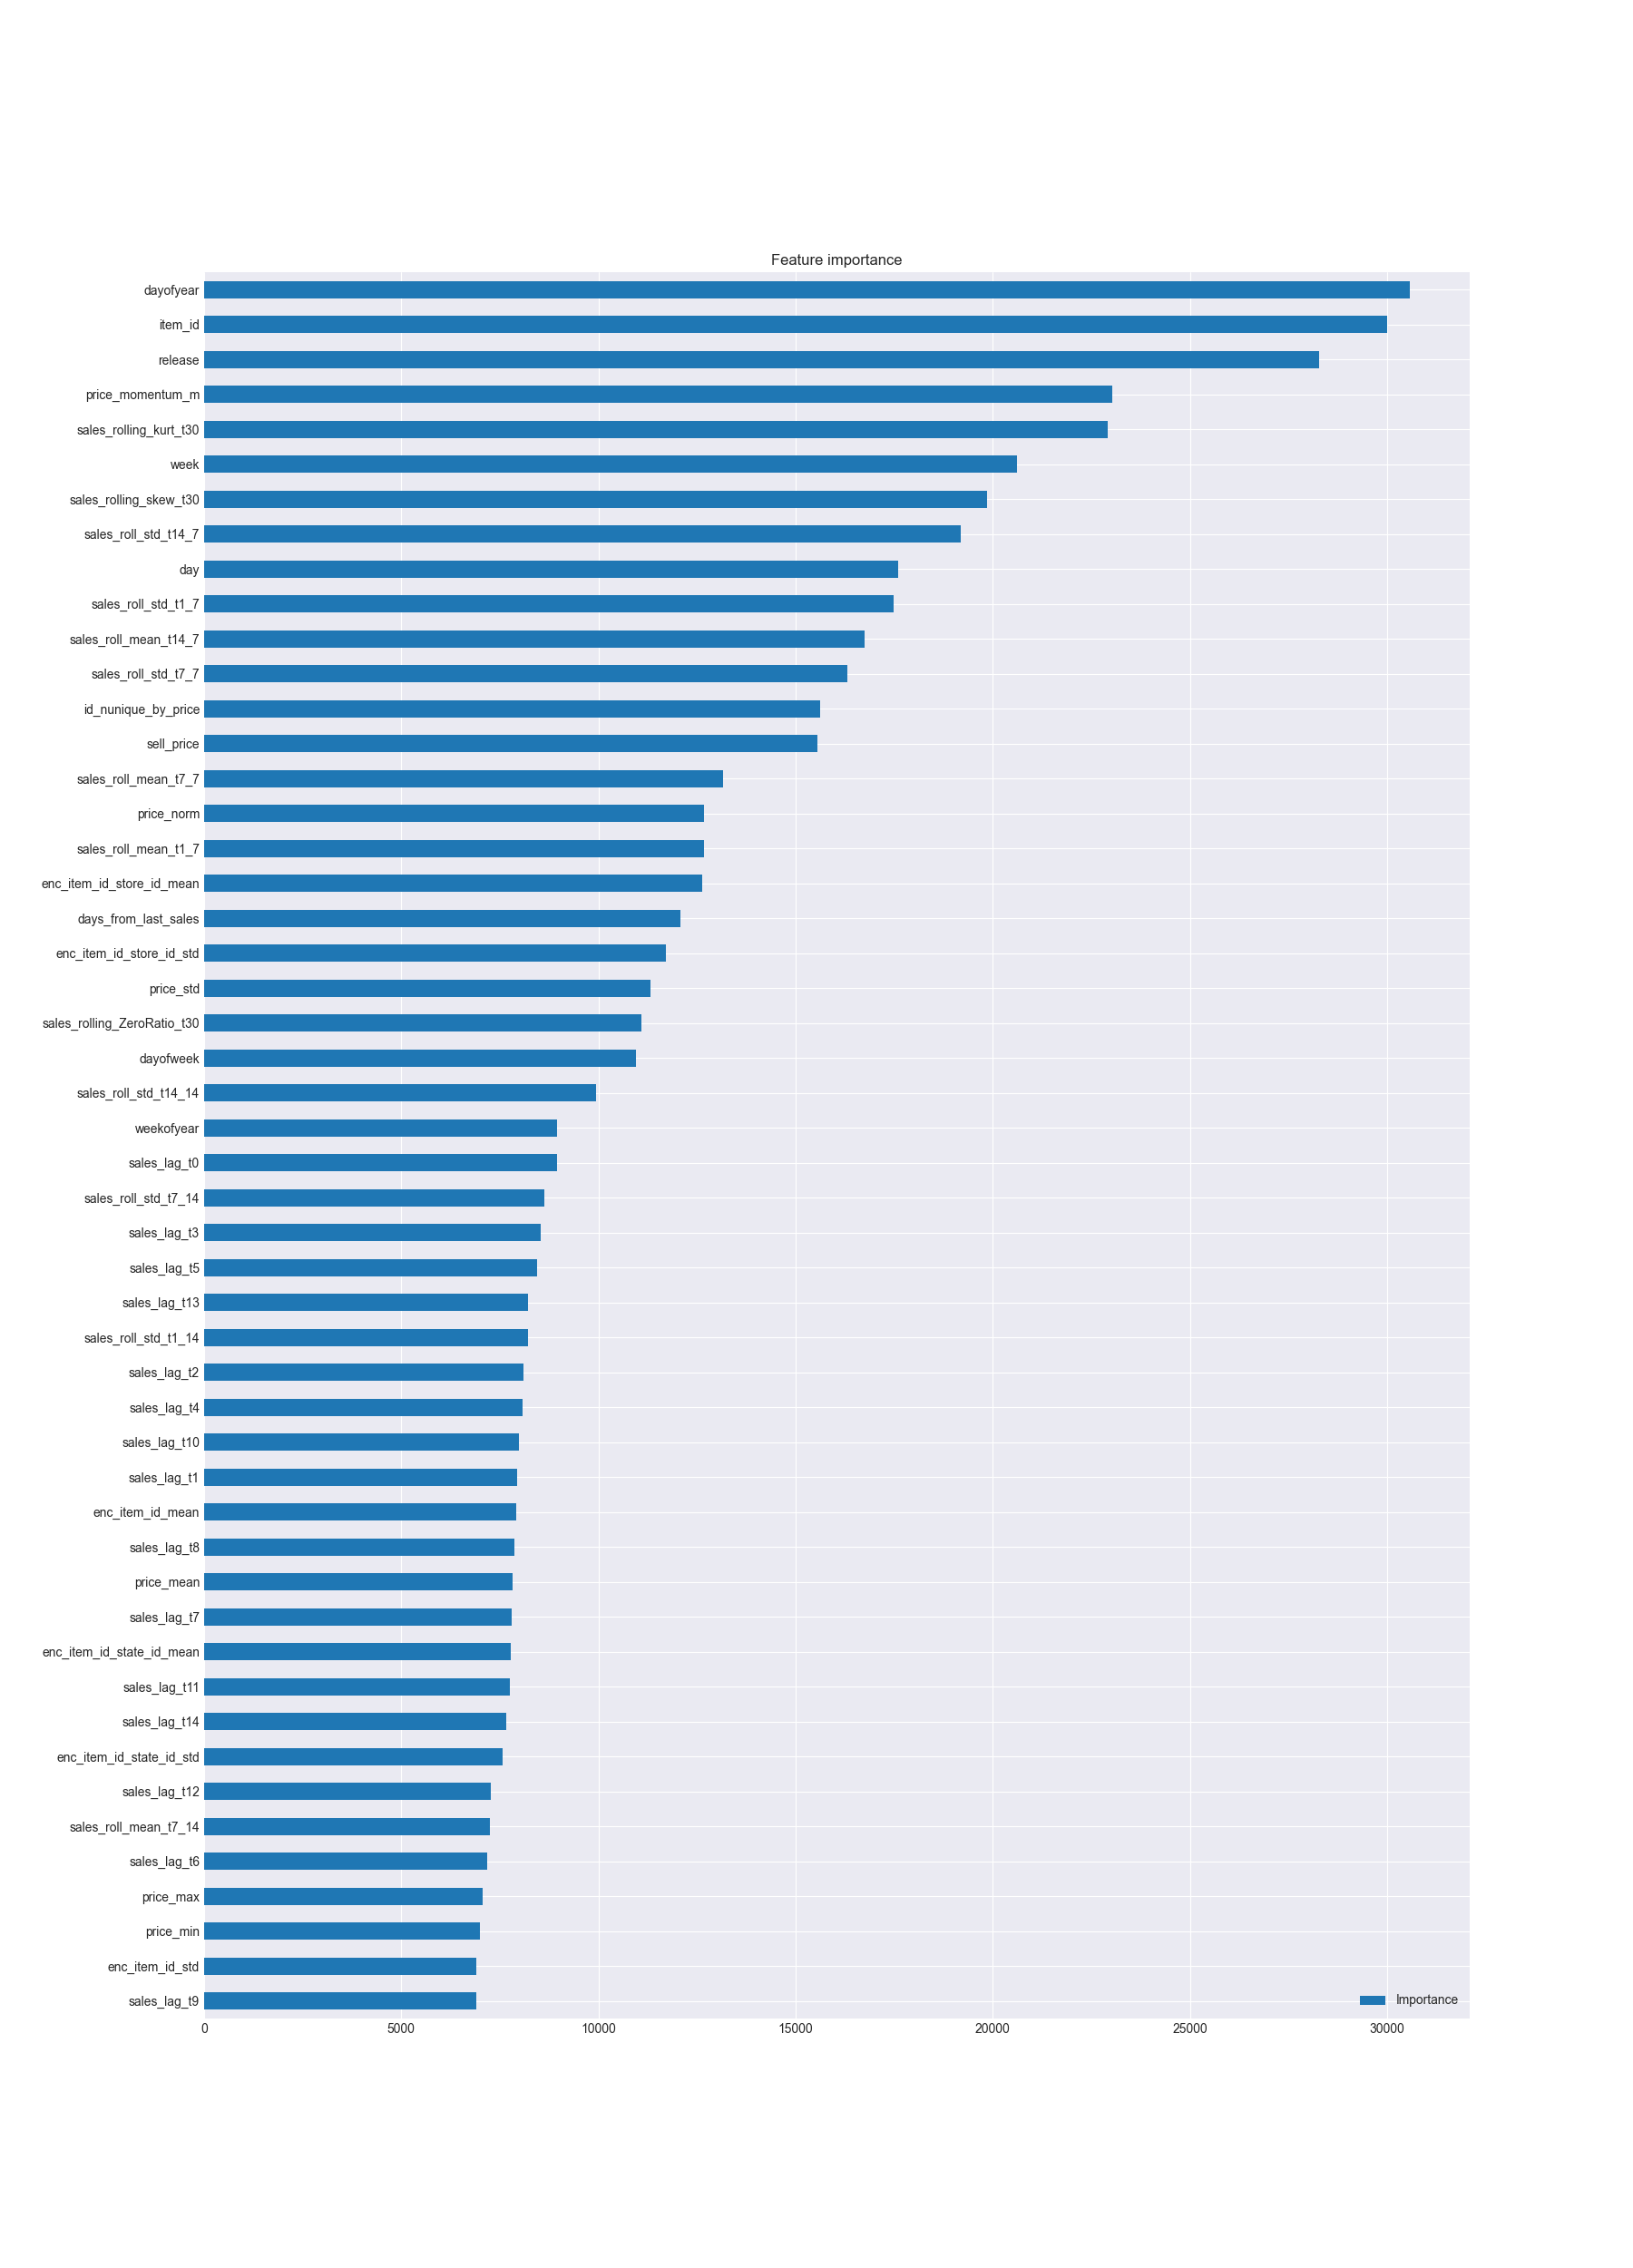 Feature importance
dayofyear
item_id
release
price_momentum_m
sales_rolling_kurt_t30
week
sales_rolling_skew_t30
sales_roll_std_t14_7
day
sales_roll_std_t1_7
sales_roll_mean_t14_7
sales_roll_std_t7_7
id_nunique_by_price
sell_price
sales_roll_mean_t7_7
price_norm
sales_roll_mean_t1_7
enc_item_id_store_id_mean
days_from_last_sales
enc_item_id_store_id_std
price_std
sales_rolling_ZeroRatio_t30
dayofweek
sales_roll_std_t14_14
weekofyear
sales_lag_t0
sales_roll_std_t7_14
sales_lag_t3
sales_lag_t5
sales_lag_t13
sales_roll_std_t1_14
sales_lag_t2
sales_lag_t4
sales_lag_t10
sales_lag_t1
enc_item_id_mean
sales_lag_t8
price_mean
sales_lag_t7
enc_item_id_state_id_mean
sales_lag_t11
sales_lag_t14
enc_item_id_state_id_std
sales_lag_t12
sales_roll_mean_t7_14
sales_lag_t6
price_max
price_min
enc_item_id_std
sales_lag_t9
Importance
0 5000 10000 15000 20000 25000 30000